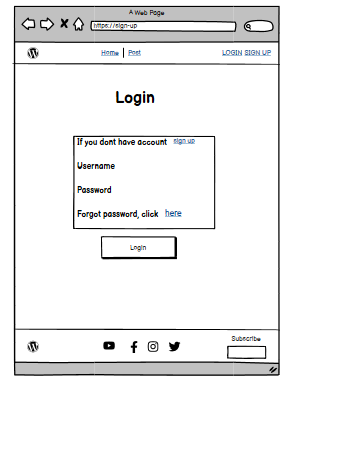 A Web Page
https://sign-up
Home Post LOGIN SIGN UP
Login
If you dont have account sign up
Username
Password
Forgot password, click here
Login
Subscribe